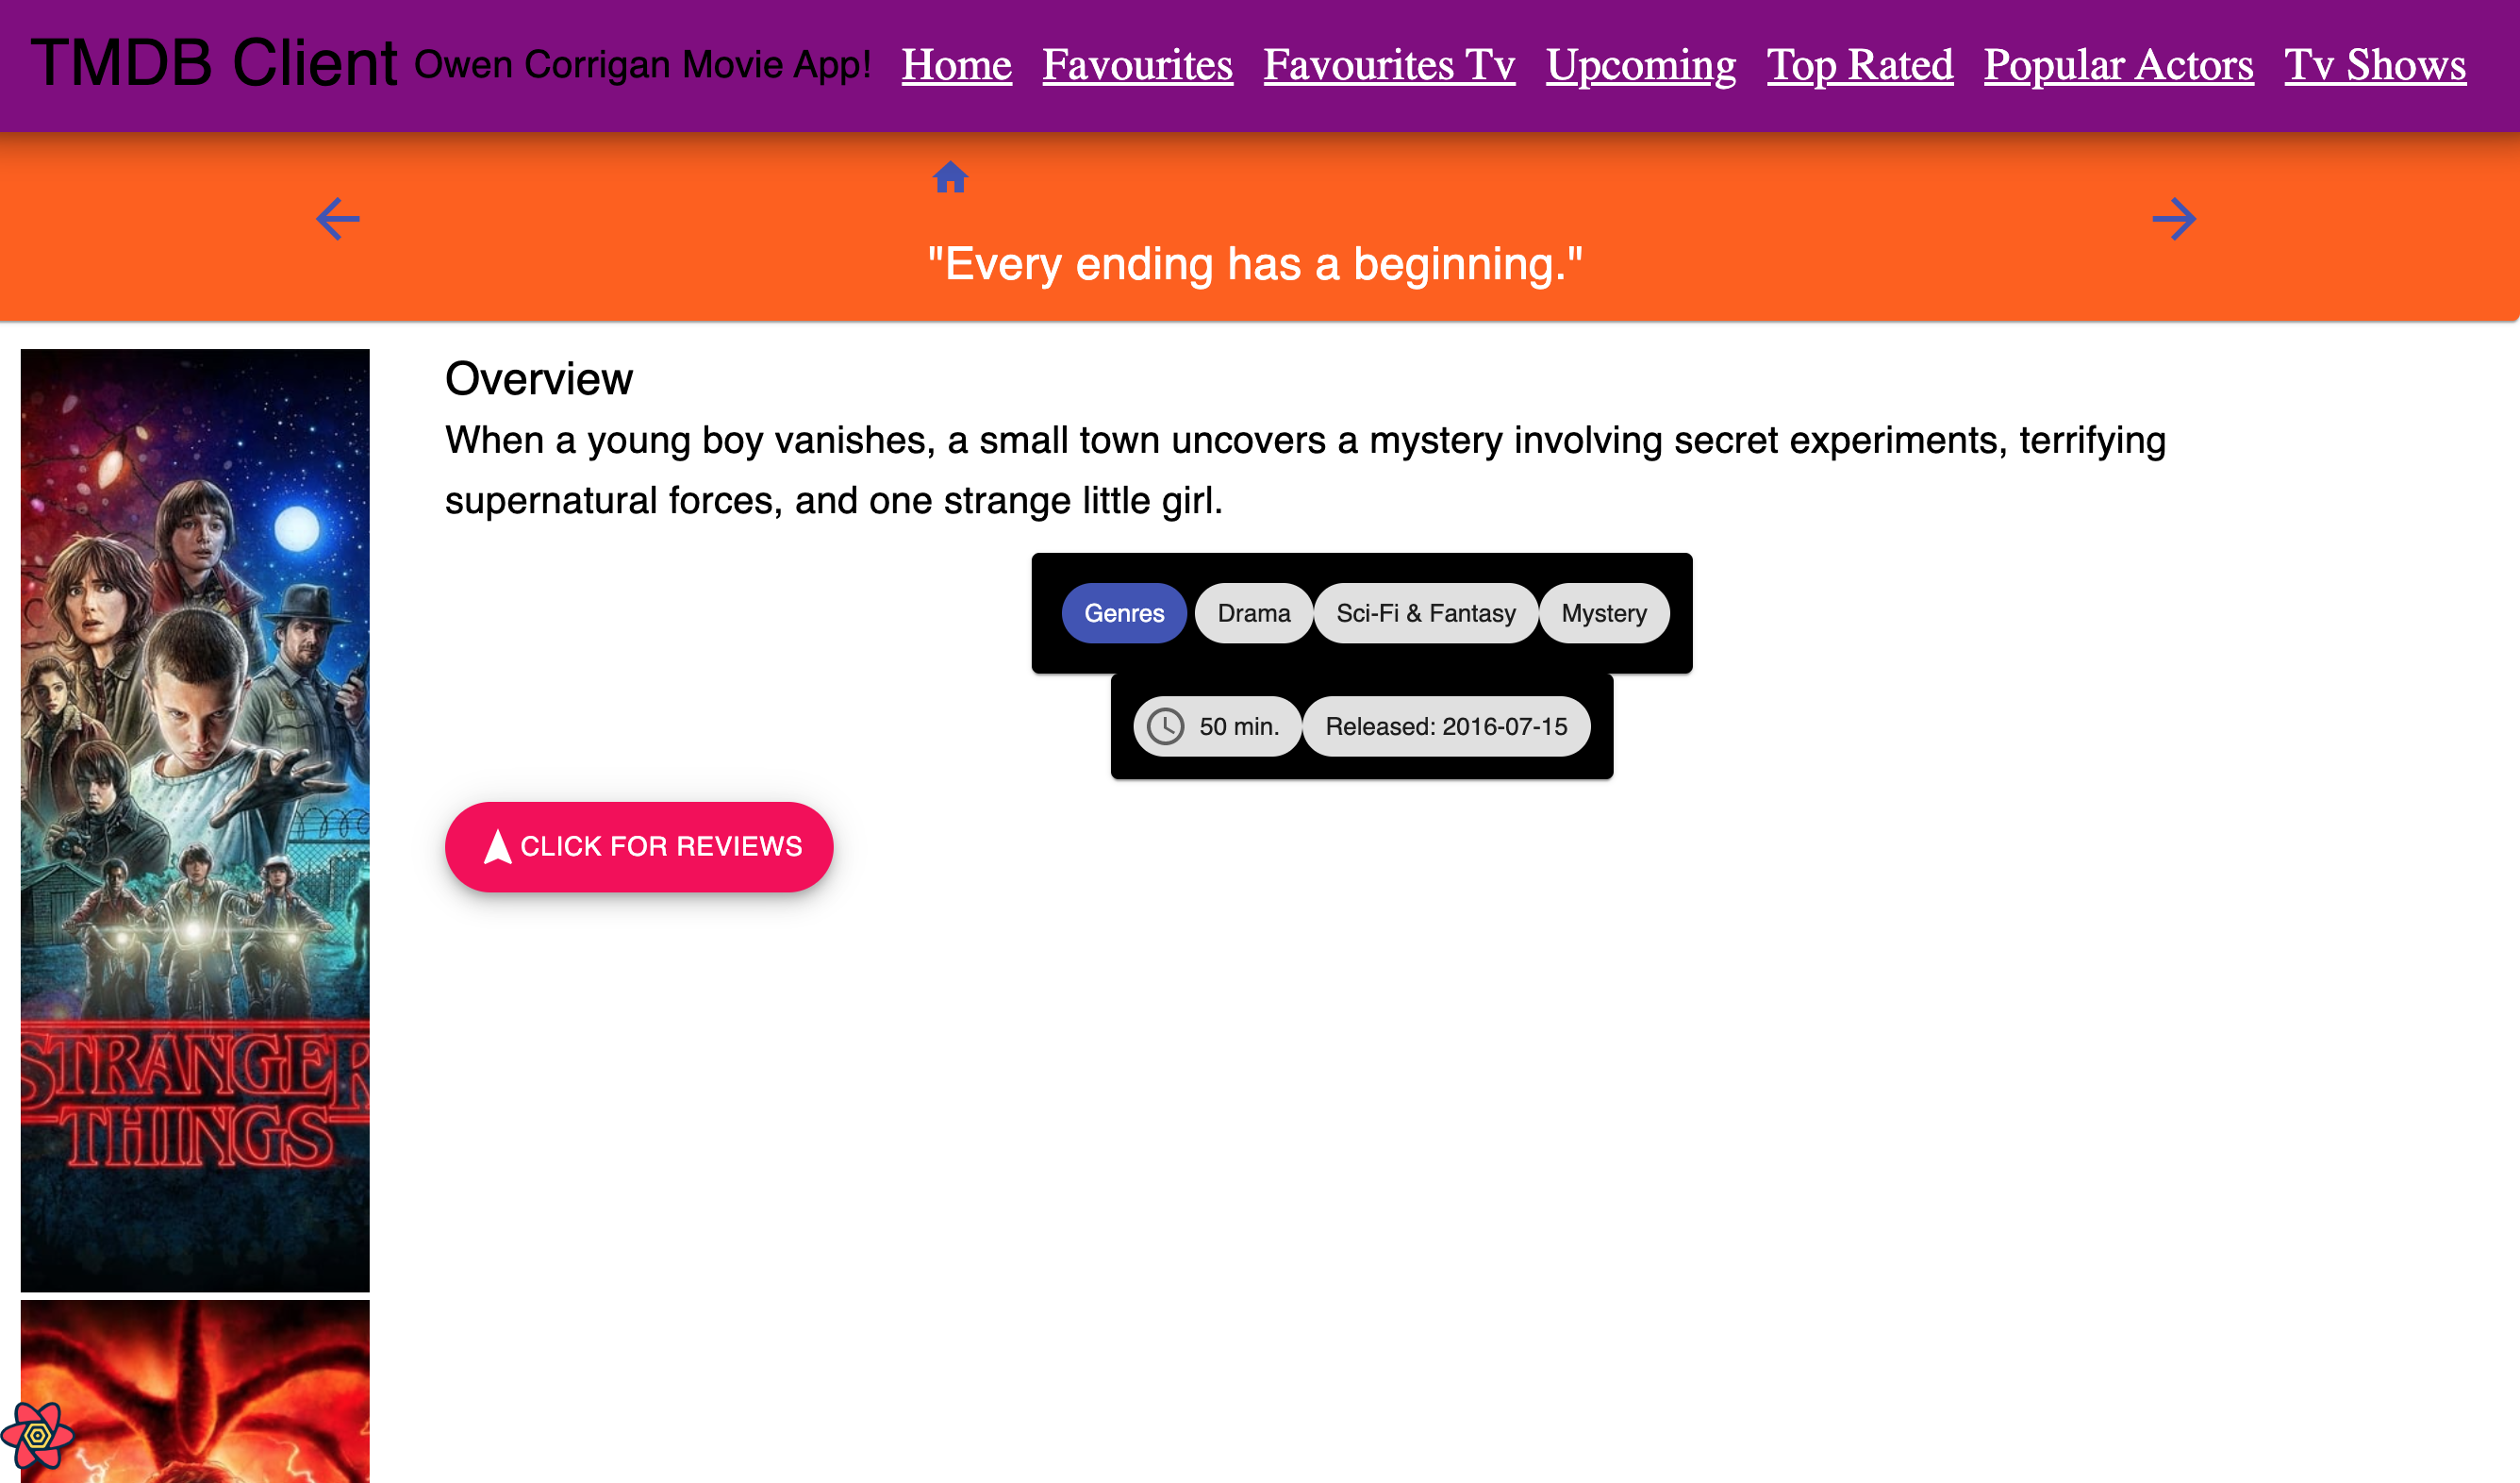 TMDB Client Owen Corrigan Movie App! Home Favourites Favourites Tv Upcoming Top Rated Popular Actors Tv Shows
"Every ending has a beginning."
Overview
When a young boy vanishes, a small town uncovers a mystery involving secret experiments, terrifying
supernatural forces, and one strange little girl.
Genres Drama Sci-Fi & Fantasy Mystery
50 min. Released: 2016-07-15
CLICK FOR REVIEWS
STRANGER
THINGS